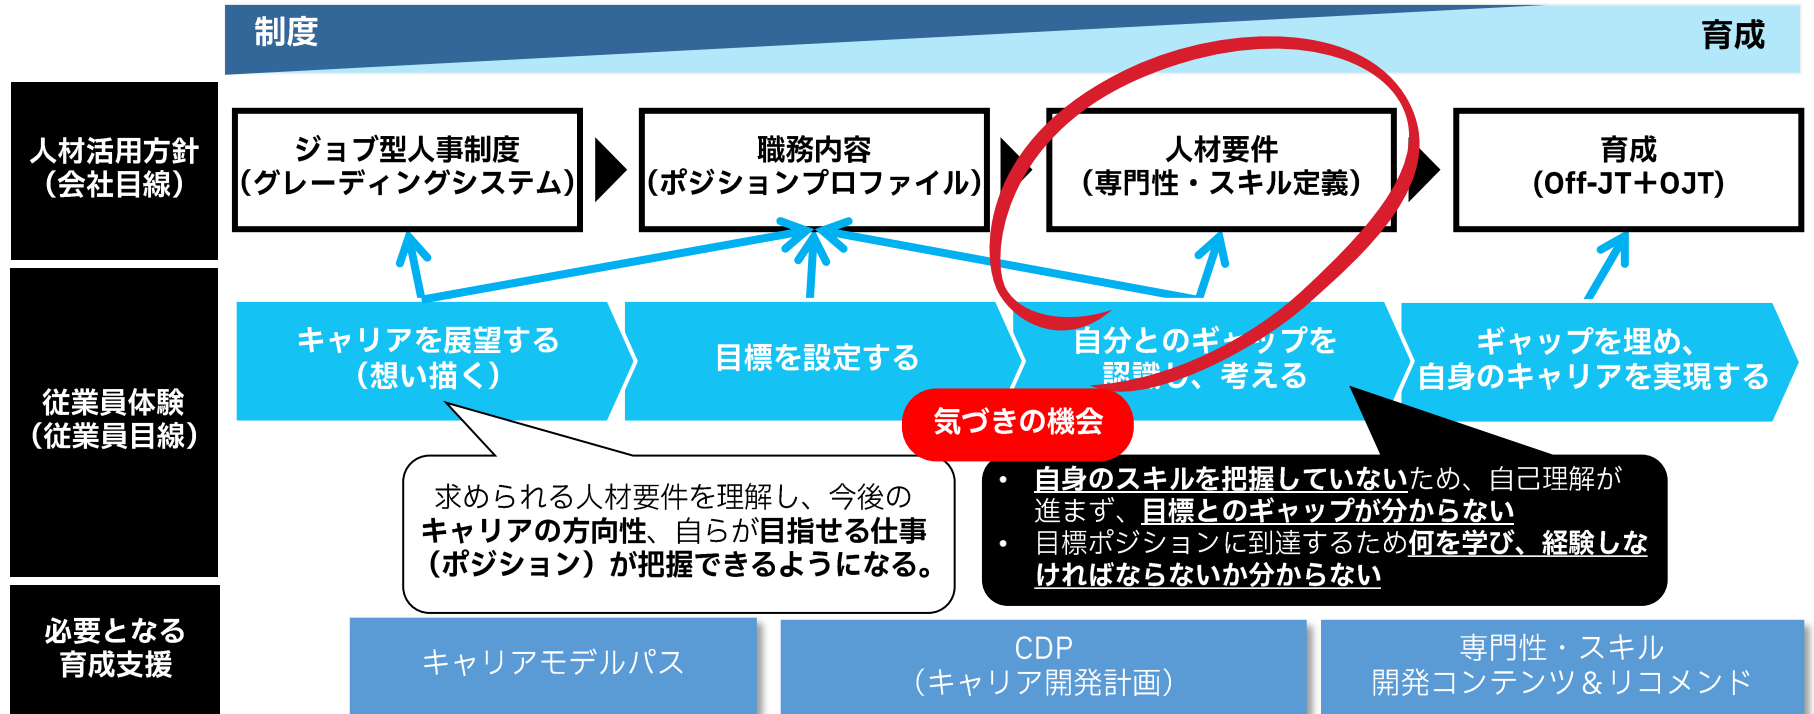 制度
育成
人材活用方針
（会社目線）
ジョブ型人事制度
（グレーディングシステム）
職務内容
（ポジションプロファイル）
人材要件
（専門性・スキル定義）
育成
（Off-JT＋OJT）
従業員体験
（従業員目線）
キャリアを展望する
（想い描く）
目標を設定する
自分とのギャップを
認識し、考える
ギャップを埋め、
自身のキャリアを実現する
気づきの機会
求められる人材要件を理解し、今後の
キャリアの方向性、自らが目指せる仕事
（ポジション）が把握できるようになる。
• 自身のスキルを把握していないため、自己理解が
進まず、目標とのギャップが分からない
• 目標ポジションに到達するため何を学び、経験しな
ければならないか分からない
必要となる
育成支援
キャリアモデルパス
CDP
（キャリア開発計画）
専門性・スキル
開発コンテンツ＆リコメンド